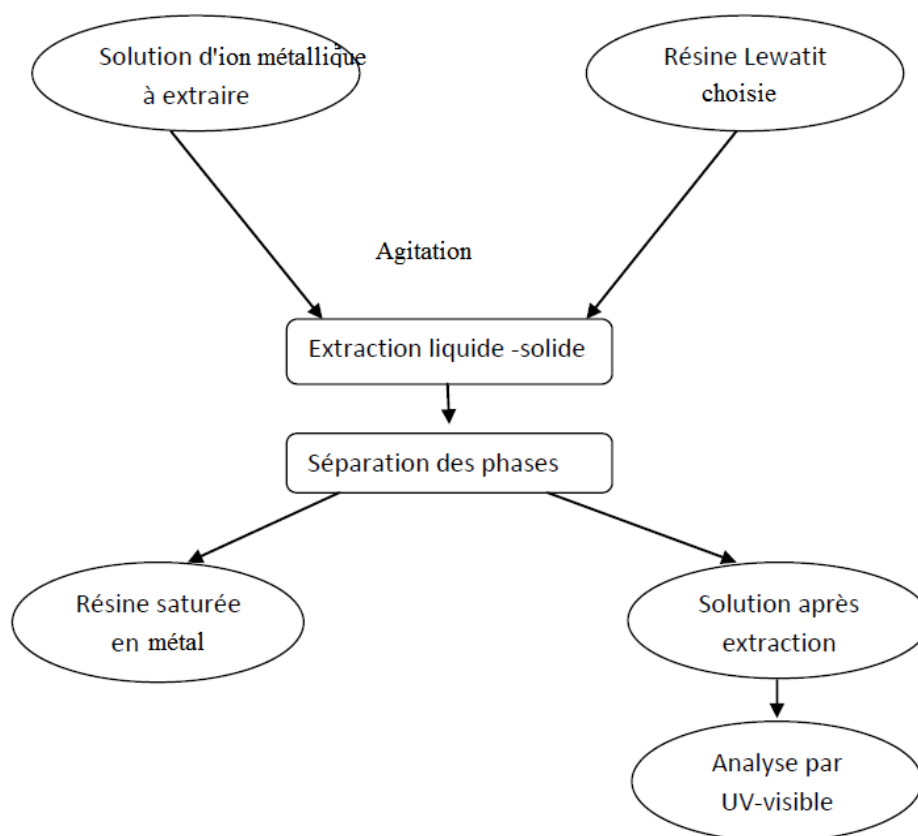 Solution d'ion métallique
à extraire
Résine Lewatit
choisie
Agitation
Extraction liquide -solide
Séparation des phases
Résine saturée
en métal
Solution après
extraction
Analyse par
UV-visible